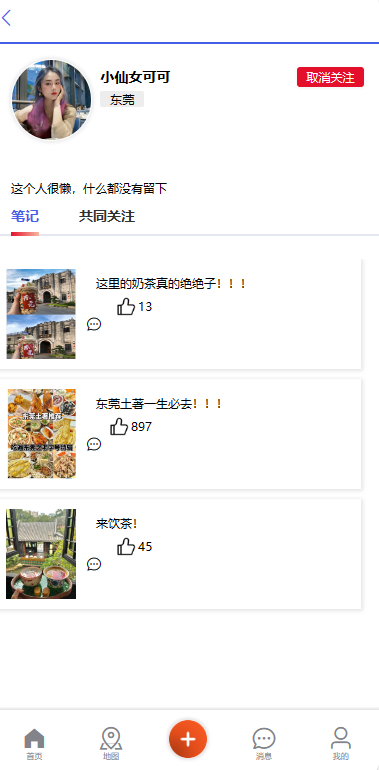 小仙女可可
取消关注
东莞
这个人很懒，什么都没有留下
笔记 共同关注
这里的奶茶真的绝绝子！！！
13
东莞土著推荐
东莞土著一生必去！！！
897
来饮茶！
45
首页 地图 消息 我的